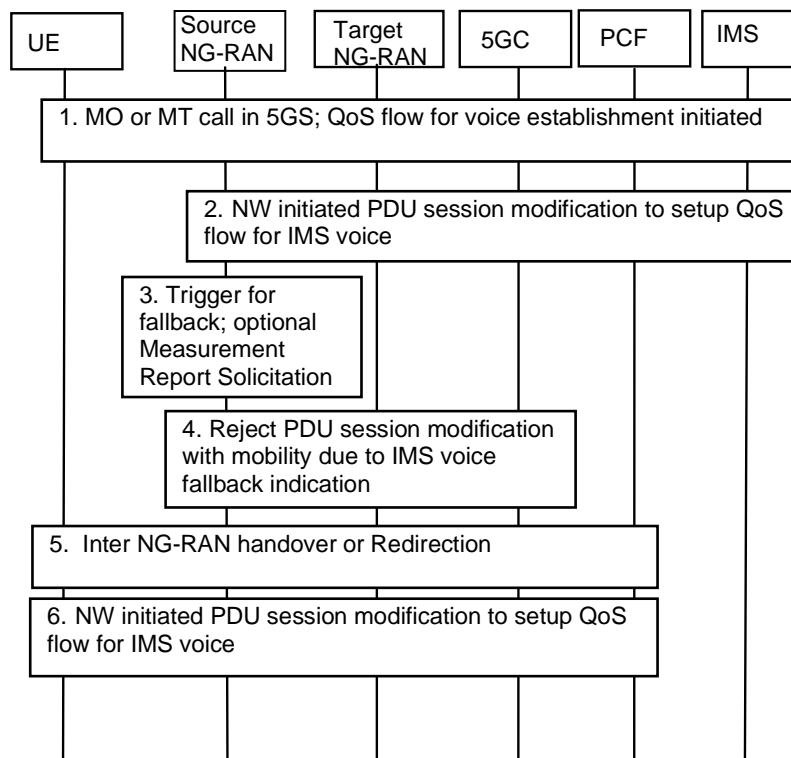 UE
Source
NG-RAN
Target
NG-RAN
5GC
PCF
IMS
1. MO or MT call in 5GS; QoS flow for voice establishment initiated
2. NW initiated PDU session modification to setup QoS
flow for IMS voice
3. Trigger for
fallback; optional
Measurement
Report Solicitation
4. Reject PDU session modification
with mobility due to IMS voice
fallback indication
5. Inter NG-RAN handover or Redirection
6. NW initiated PDU session modification to setup QoS
flow for IMS voice